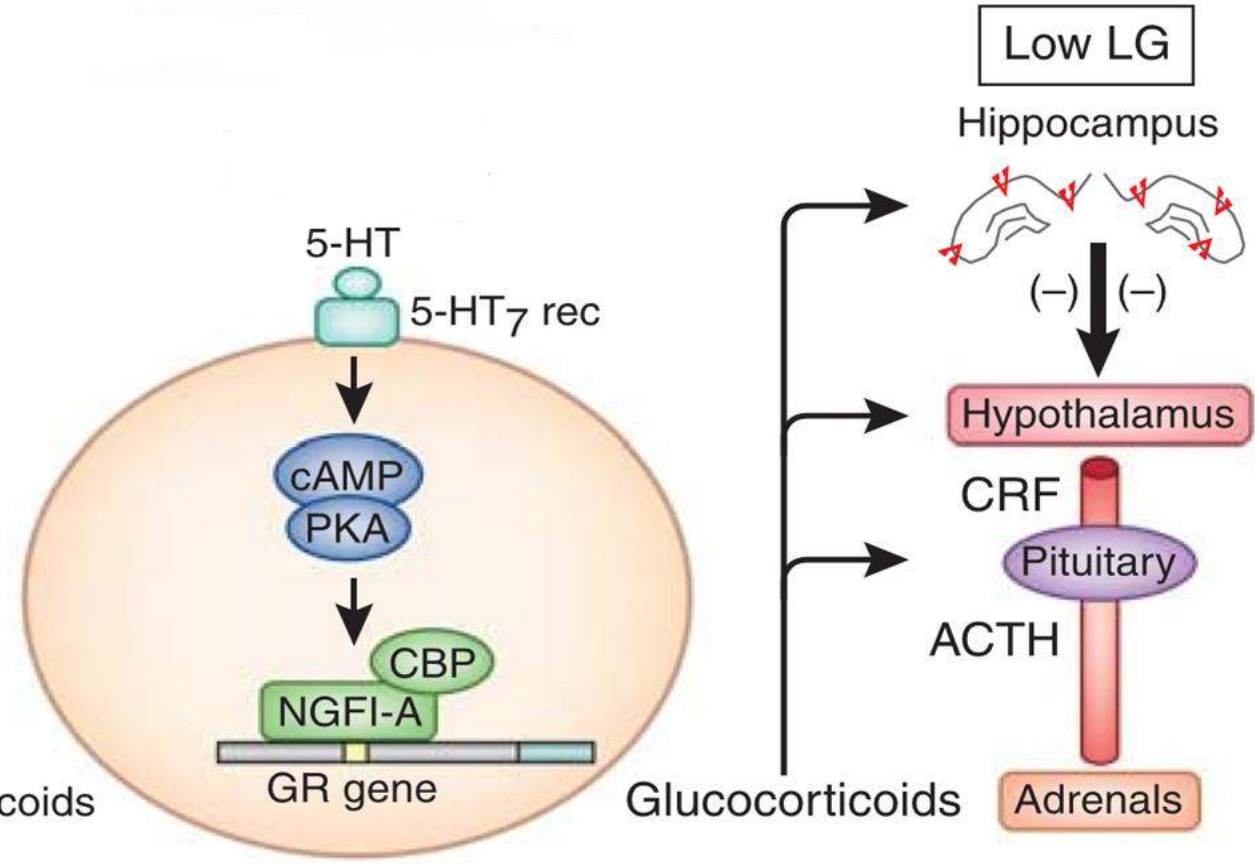 Low LG
Hippocampus
5-HT
5-HT7 rec
(–) (–)
Hypothalamus
cAMP
PKA
CRF
Pituitary
ACTH
CBP
NGFI-A
GR gene
coids
Glucocorticoids
Adrenals